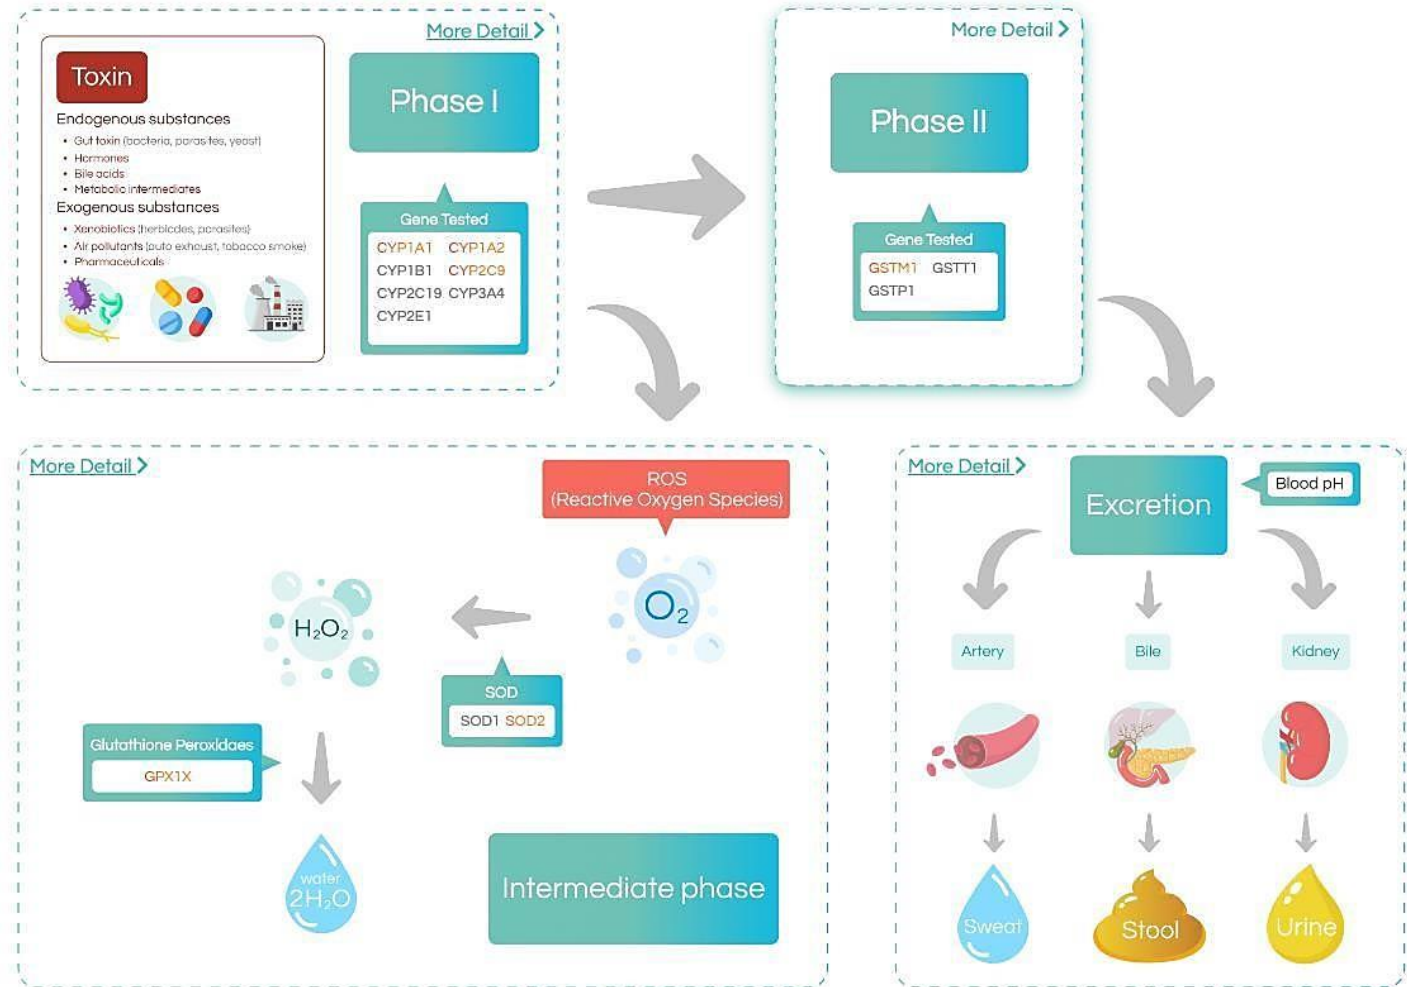 More Detail
Toxin
Endogenous substances
• Gut toxin (bacteria, parasites, yeast)
• Hormones
• Bile acids
• Metabolic intermediates
Exogenous substances
• Xenobiotics (herbicdes, parasites)
• Air pollutants (auto exhaust, tobacco smoke)
• Pharmaceuticals
Phase I
Gene Tested
CYP1A1 CYP1A2
CYP1B1 CYP2C9
CYP2C19 CYP3A4
CYP2E1
More Detail
Phase II
Gene Tested
GSTM1 GSTT1
GSTP1
More Detail
ROS
(Reactive Oxygen Species)
O₂
H₂O₂
SOD
SOD1 SOD2
Glutathione Peroxidaes
GPX1X
water
2H₂O
Intermediate phase
More Detail
Excretion
Blood pH
Artery
Bile
Kidney
Sweat
Stool
Urine